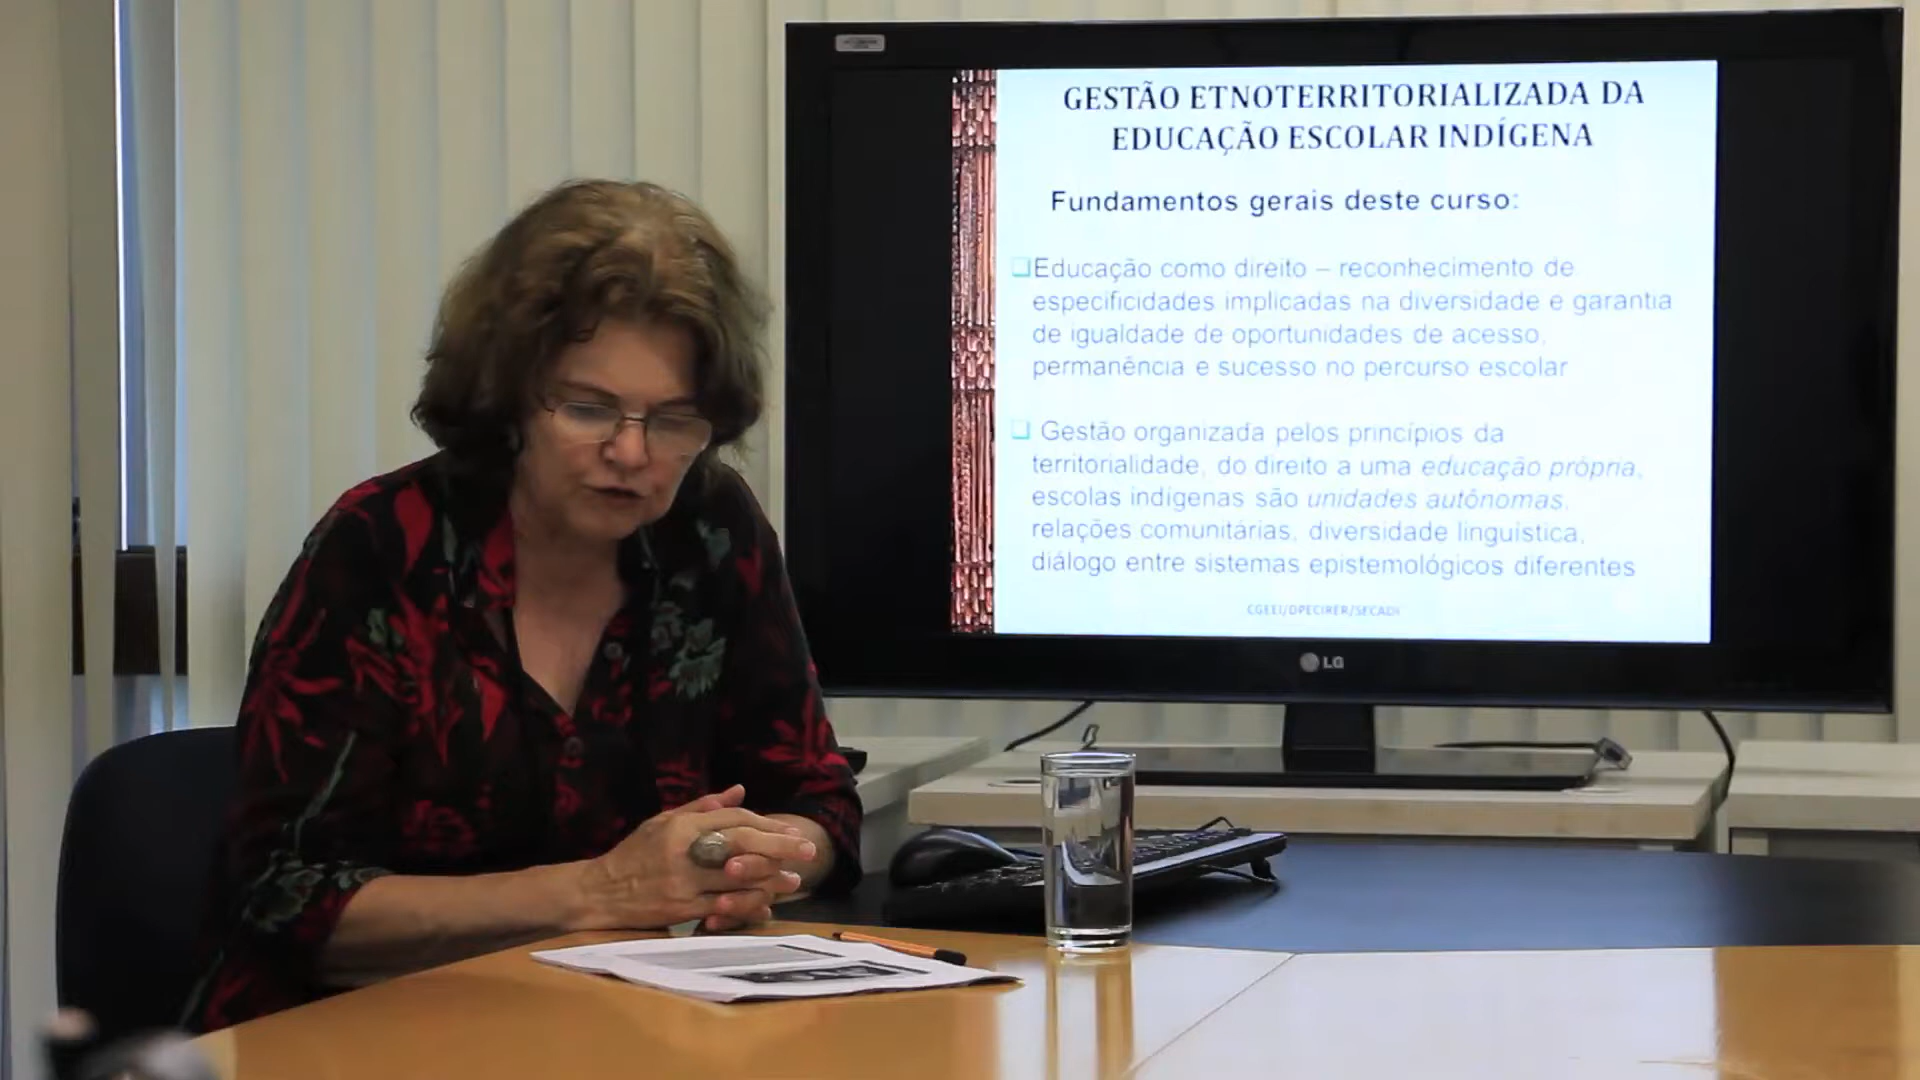 GESTÃO ETNOTERRITORIALIZADA DA
EDUCAÇÃO ESCOLAR INDÍGENA
Fundamentos gerais deste curso:
Educação como direito – reconhecimento de
especificidades implicadas na diversidade e garantia
de igualdade de oportunidades de acesso,
permanência e sucesso no percurso escolar
Gestão organizada pelos princípios da
territorialidade, do direito a uma educação própria,
escolas indígenas são unidades autônomas,
relações comunitárias, diversidade linguística,
diálogo entre sistemas epistemológicos diferentes
CGEEI/DPECIRER/SECADI
LG